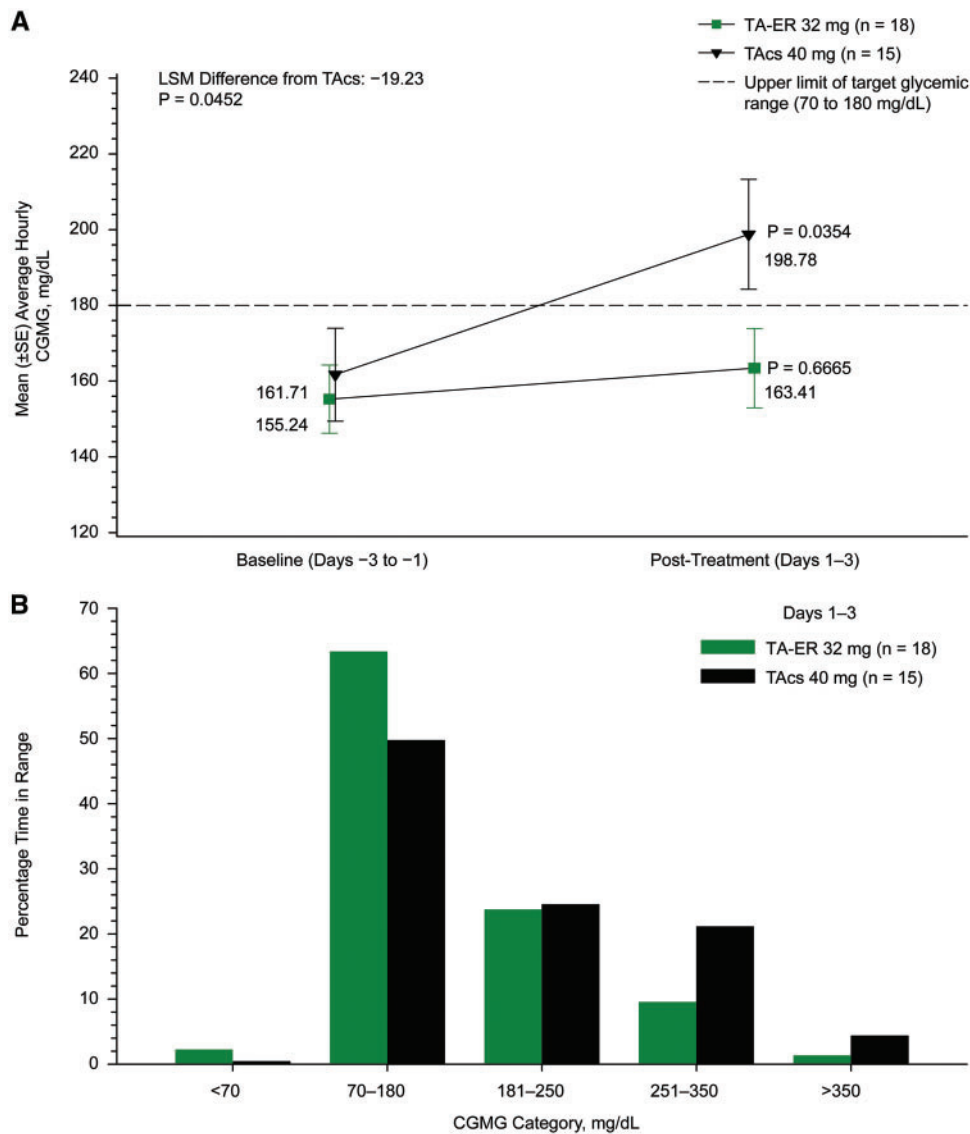 A
TA-ER 32 mg (n = 18)
TAcs 40 mg (n = 15)
Upper limit of target glycemic
range (70 to 180 mg/dL)
LSM Difference from TAcs: −19.23
P = 0.0452
240
220
200
180
160
140
120
Mean (±SE) Average Hourly
CGMG, mg/dL
P = 0.0354
198.78
161.71
155.24
P = 0.6665
163.41
Baseline (Days −3 to −1)
Post-Treatment (Days 1–3)
B
Days 1–3
TA-ER 32 mg (n = 18)
TAcs 40 mg (n = 15)
70
60
50
40
30
20
10
0
Percentage Time in Range
<70
70–180
181–250
251–350
>350
CGMG Category, mg/dL